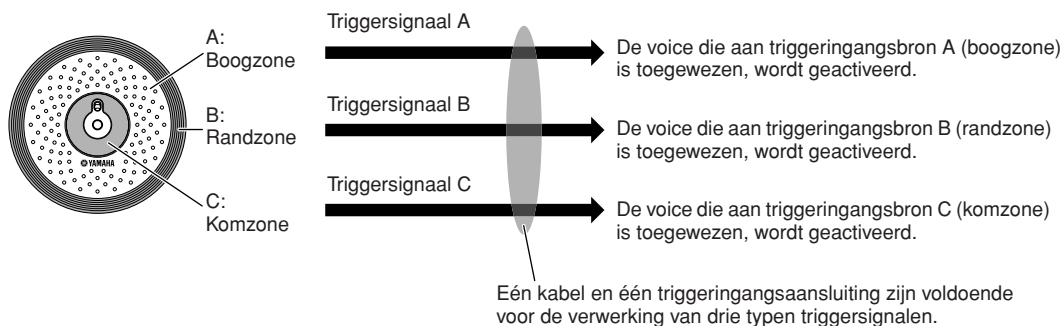 A:
Boogzone
B:
Randzone
C:
Komzone
YAMAHA
Triggersignaal A
De voice die aan triggeringangsbron A (boogzone)
is toegewezen, wordt geactiveerd.
Triggersignaal B
De voice die aan triggeringangsbron B (randzone)
is toegewezen, wordt geactiveerd.
Triggersignaal C
De voice die aan triggeringangsbron C (komzone)
is toegewezen, wordt geactiveerd.
Eén kabel en één triggeringangsaansluiting zijn voldoende
voor de verwerking van drie typen triggersignalen.